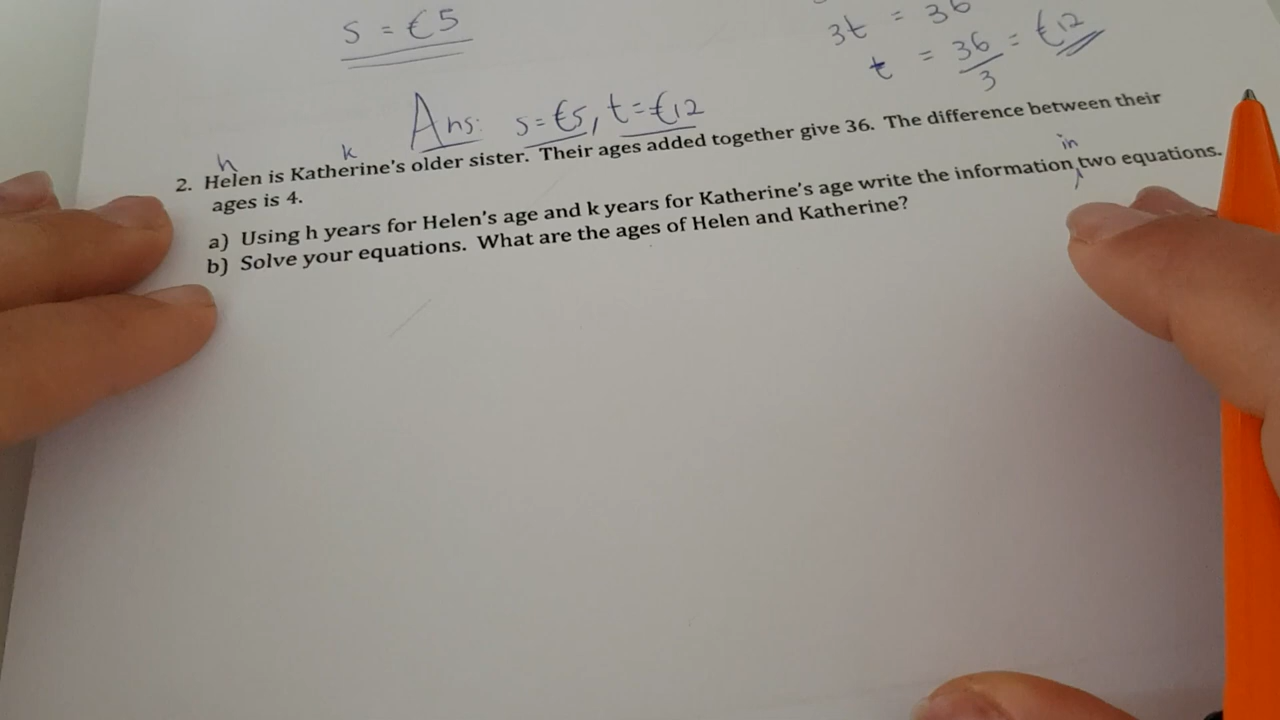 s = €5
3t = 36
t = 36/3 = €12
Ans: s=€5, t=€12
h k
2. Helen is Katherine's older sister. Their ages added together give 36. The difference between their
ages is 4.
in
a) Using h years for Helen's age and k years for Katherine's age write the information two equations.
b) Solve your equations. What are the ages of Helen and Katherine?